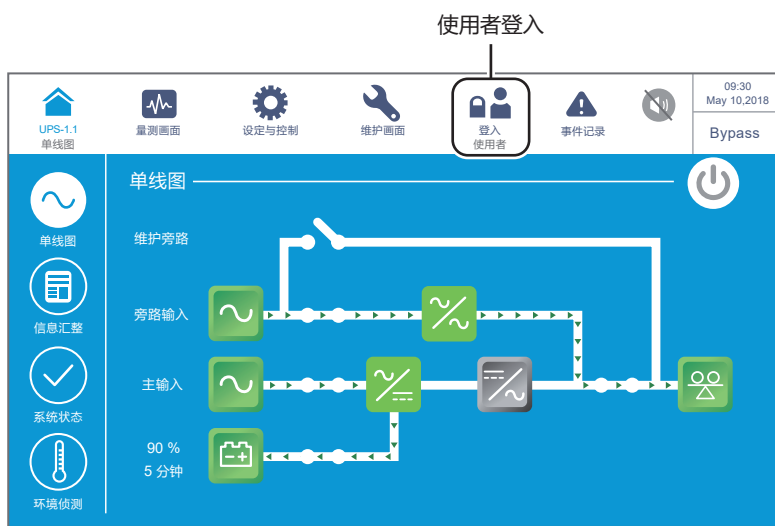 使用者登入
UPS-1.1
单线图
量测画面
设定与控制
维护画面
登入
使用者
事件记录
09:30
May 10,2018
Bypass
单线图
单线图
信息汇整
系统状态
环境侦测
维护旁路
旁路输入
主输入
90 %
5 分钟